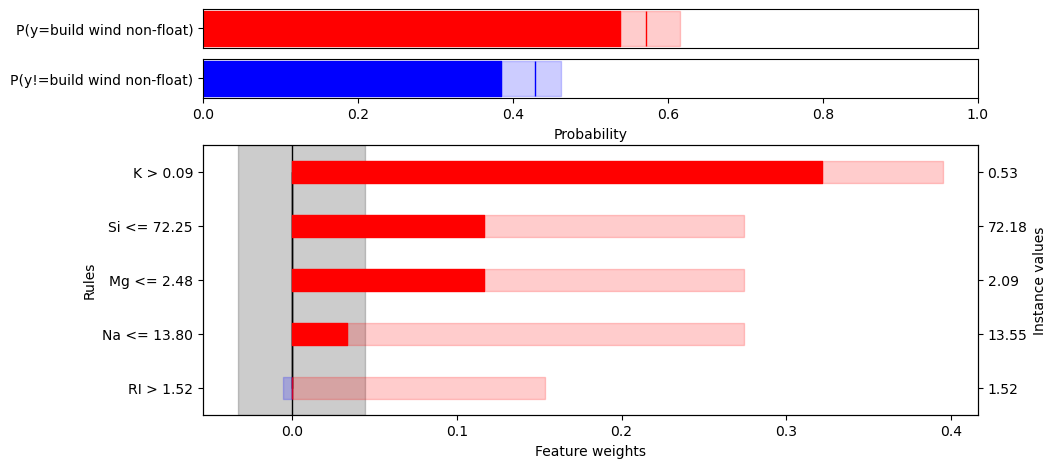 P(y=build wind non-float)
P(y!=build wind non-float)
0.0 0.2 0.4 0.6 0.8 1.0
Probability
K > 0.09 0.53
Si <= 72.25 72.18
Mg <= 2.48 2.09
Na <= 13.80 13.55
RI > 1.52 1.52
Rules
Instance values
0.0 0.1 0.2 0.3 0.4
Feature weights